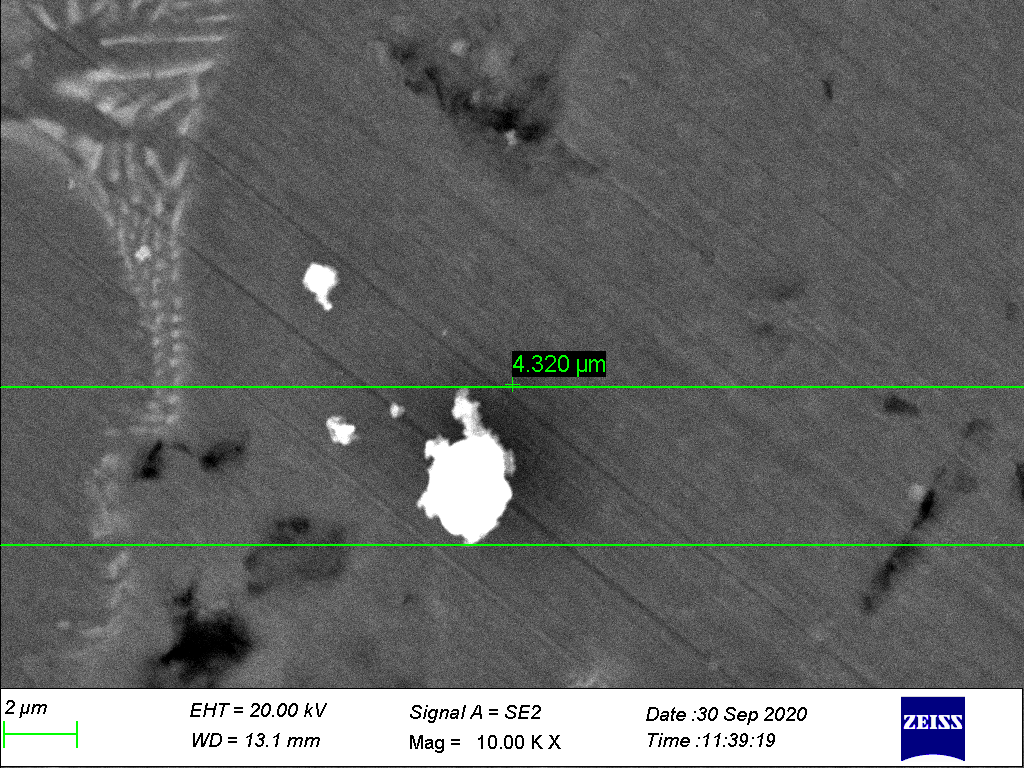 4.320 µm
2 µm
EHT = 20.00 kV
Signal A = SE2
Date :30 Sep 2020
ZEISS
WD = 13.1 mm
Mag = 10.00 K X
Time :11:39:19